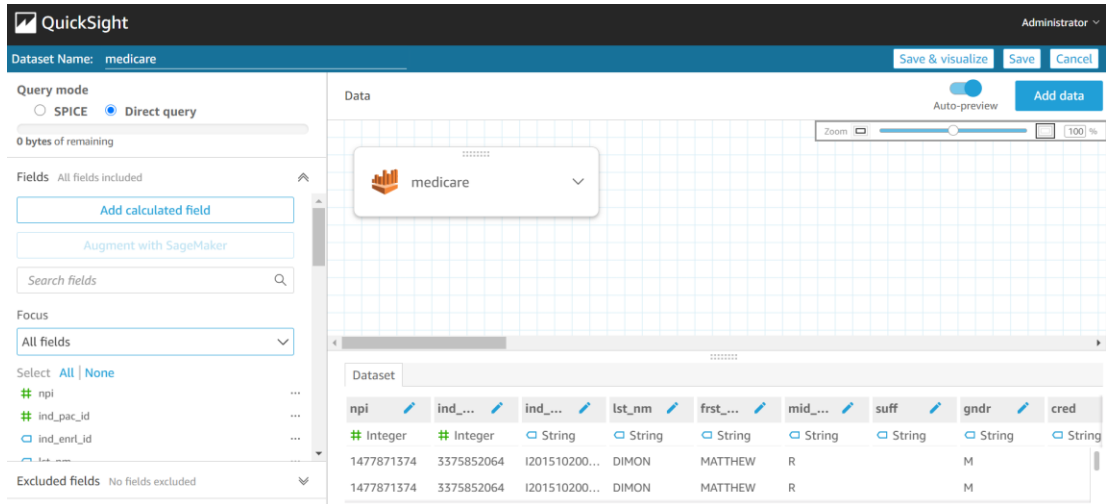 QuickSight
Administrator
Dataset Name: medicare
Save & visualize Save Cancel
Query mode
SPICE Direct query
0 bytes of remaining
Fields All fields included
Add calculated field
Augment with SageMaker
Search fields
Focus
All fields
Select All | None
# npi ...
# ind_pac_id ...
ind_enrl_id ...
Excluded fields No fields excluded
Data
Auto-preview
Add data
Zoom 100 %
medicare
Dataset
npi ind_... ind_... lst_nm frst_... mid_... suff gndr cred
# Integer # Integer String String String String String String String
1477871374 3375852064 I201510200... DIMON MATTHEW R M
1477871374 3375852064 I201510200... DIMON MATTHEW R M